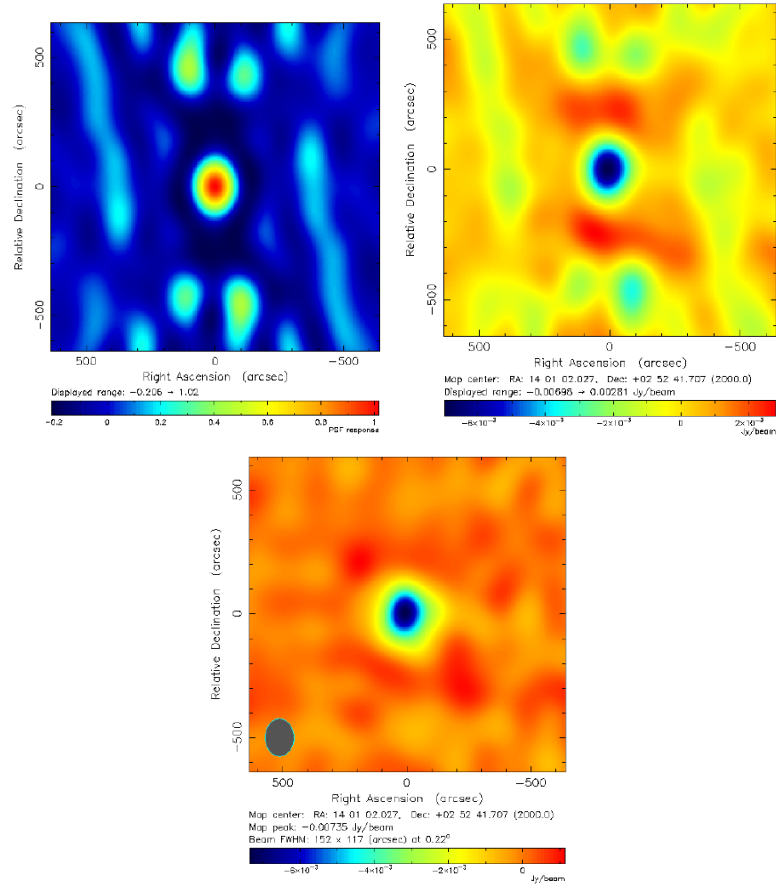 500
0
−500
Relative Declination (arcsec)
500
0
−500
Right Ascension (arcsec)
Displayed range: −0.206 → 1.02
−0.2
0
0.2
0.4
0.6
0.8
1
PSF response
500
0
−500
Relative Declination (arcsec)
500
0
−500
Right Ascension (arcsec)
Map center: RA: 14 01 02.027, Dec: +02 52 41.707 (2000.0)
Displayed range: −0.00698 → 0.00281 Jy/beam
−6×10⁻³
−4×10⁻³
−2×10⁻³
0
2×10⁻³
Jy/beam
500
0
−500
Relative Declination (arcsec)
500
0
−500
Right Ascension (arcsec)
Map center: RA: 14 01 02.027, Dec: +02 52 41.707 (2000.0)
Map peak: −0.00735 Jy/beam
Beam FWHM: 152 × 117 (arcsec) at 0.22⁰
−6×10⁻³
−4×10⁻³
−2×10⁻³
0
Jy/beam